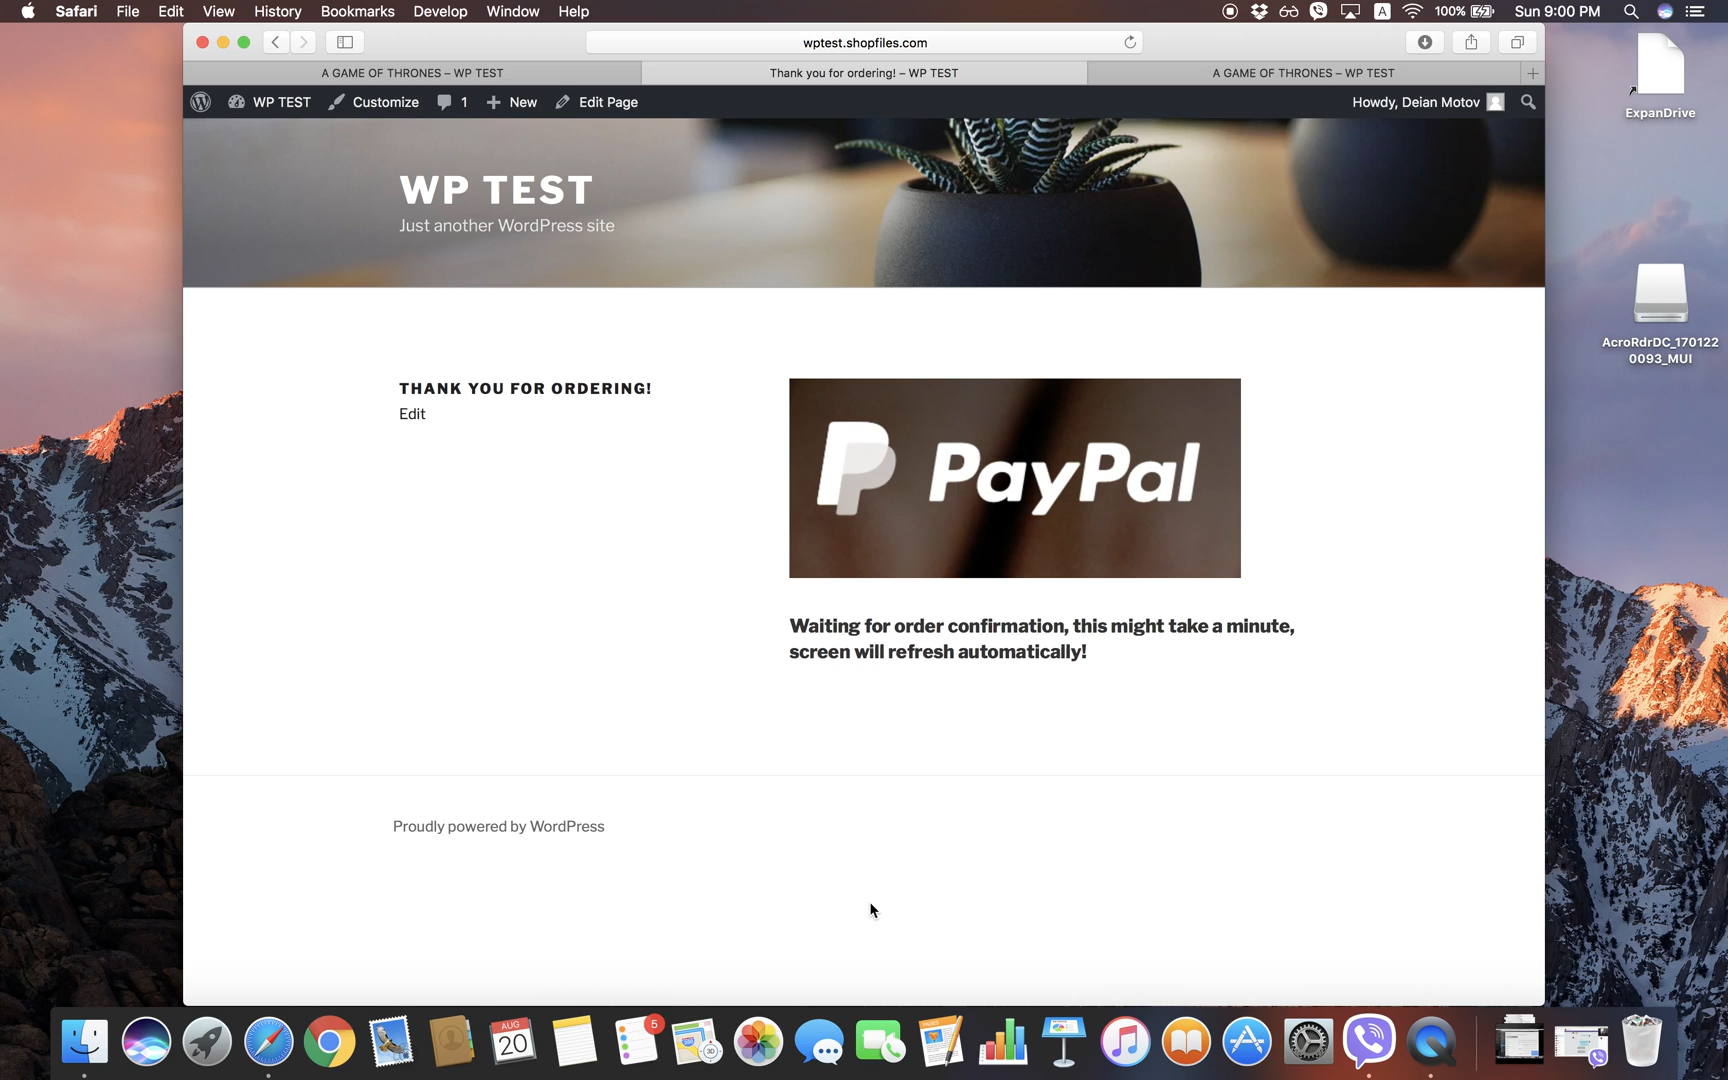 Safari File Edit View History Bookmarks Develop Window Help A 100% Sun 9:00 PM
wptest.shopfiles.com
A GAME OF THRONES – WP TEST Thank you for ordering! – WP TEST A GAME OF THRONES – WP TEST
WP TEST Customize 1 New Edit Page Howdy, Deian Motov
ExpanDrive
WP TEST
Just another WordPress site
AcroRdrDC_170122
0093_MUI
THANK YOU FOR ORDERING!
Edit
PayPal
Waiting for order confirmation, this might take a minute,
screen will refresh automatically!
Proudly powered by WordPress
AUG
20
5
3D
PAGES